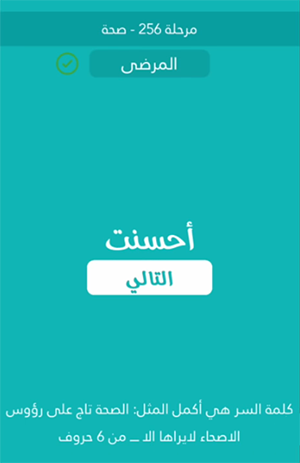 مرحلة 256 - صحة
المرضى
أحسنت
التالي
كلمة السر هي أكمل المثل: الصحة تاج على رؤوس
الاصحاء لايراها الا __ من 6 حروف